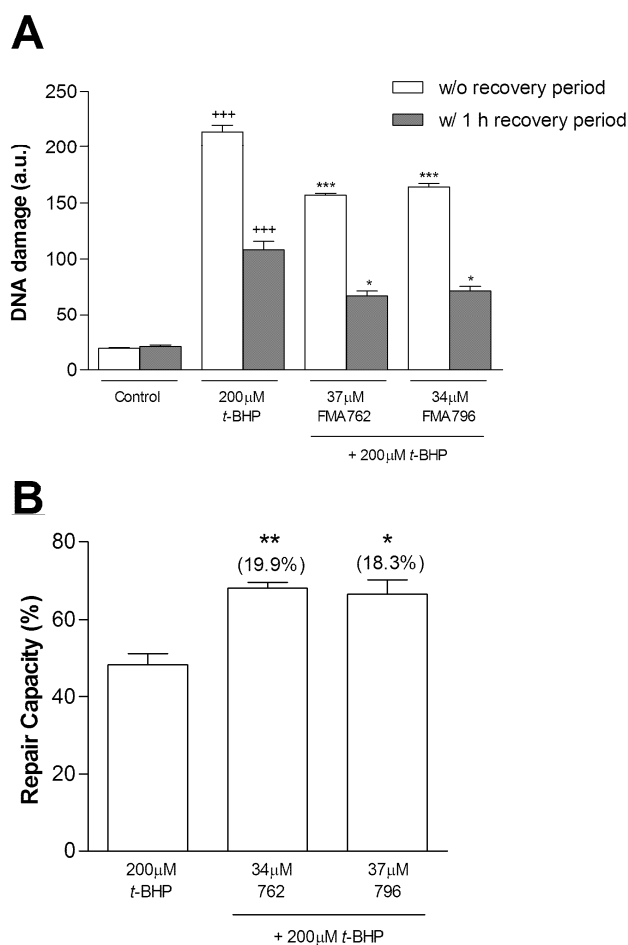 A
w/o recovery period
w/ 1 h recovery period
DNA damage (a.u.)
250
200
150
100
50
0
+++
+++
***
*
***
*
Control
200µM
t-BHP
37µM
FMA762
34µM
FMA796
+ 200µM t-BHP
B
Repair Capacity (%)
80
60
40
20
0
**
(19.9%)
*
(18.3%)
200µM
t-BHP
34µM
762
37µM
796
+ 200µM t-BHP